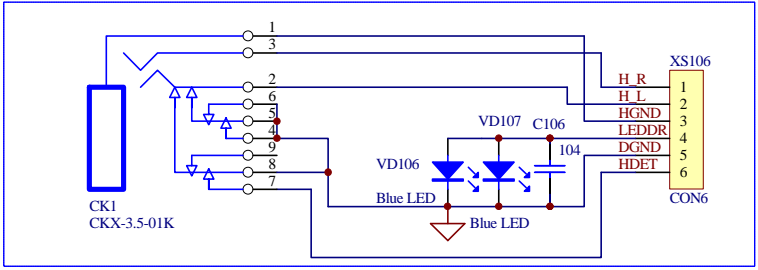 1
3
2
6
5
4
9
8
7
CK1
CKX-3.5-01K
VD106
Blue LED
VD107
Blue LED
C106
104
XS106
H_R 1
H_L 2
HGND 3
LEDDR 4
DGND 5
HDET 6
CON6